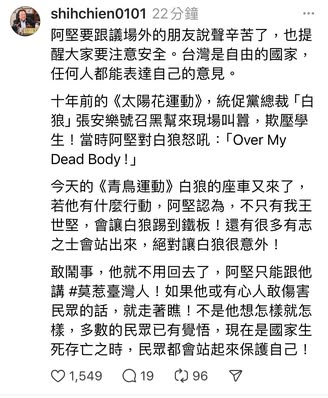 shihchien0101 22分鐘
阿堅要跟議場外的朋友說聲辛苦了，也提
醒大家要注意安全。台灣是自由的國家，
任何人都能表達自己的意見。
十年前的《太陽花運動》，統促黨總裁「白
狼」張安樂號召黑幫來現場叫囂，欺壓學
生！當時阿堅對白狼怒吼：「Over My
Dead Body！」
今天的《青鳥運動》白狼的座車又來了，
若他有什麼行動，阿堅認為，不只有我王
世堅，會讓白狼踢到鐵板！還有很多有志
之士會站出來，絕對讓白狼很意外！
敢鬧事，他就不用回去了，阿堅只能跟他
講 #莫惹臺灣人！如果他或有心人敢傷害
民眾的話，就走著瞧！不是他想怎樣就怎
樣，多數的民眾已有覺悟，現在是國家生
死存亡之時，民眾都會站起來保護自己！
1,549 19 96